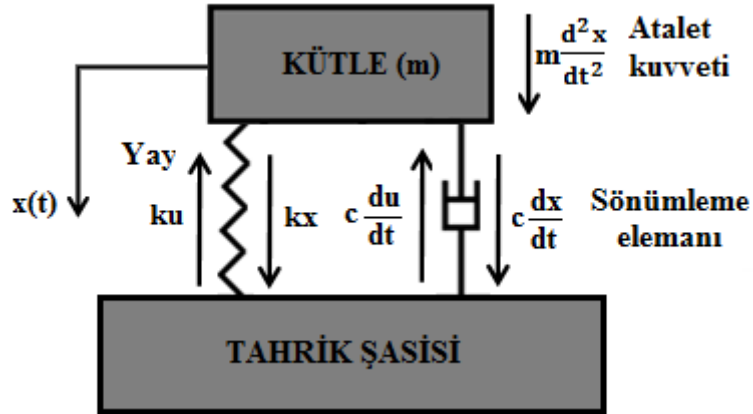 KÜTLE (m)
m d²x/dt² Atalet kuvveti
x(t)
Yay
ku
kx
c du/dt
c dx/dt
Sönümleme
elemanı
TAHRİK ŞASİSİ